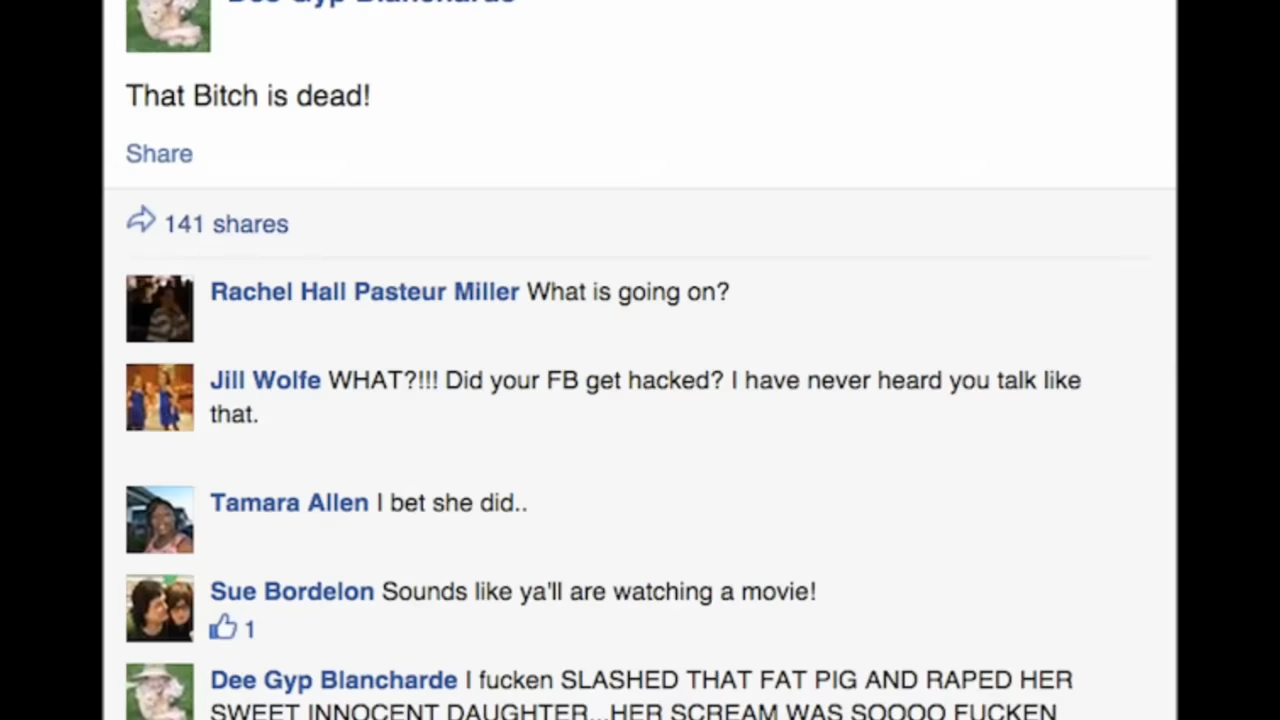 Dee Gyp Blancharde
That Bitch is dead!
Share
141 shares
Rachel Hall Pasteur Miller What is going on?
Jill Wolfe WHAT?!!! Did your FB get hacked? I have never heard you talk like
that.
Tamara Allen I bet she did..
Sue Bordelon Sounds like ya'll are watching a movie!
1
Dee Gyp Blancharde I fucken SLASHED THAT FAT PIG AND RAPED HER
SWEET INNOCENT DAUGHTER...HER SCREAM WAS SOOOO FUCKEN